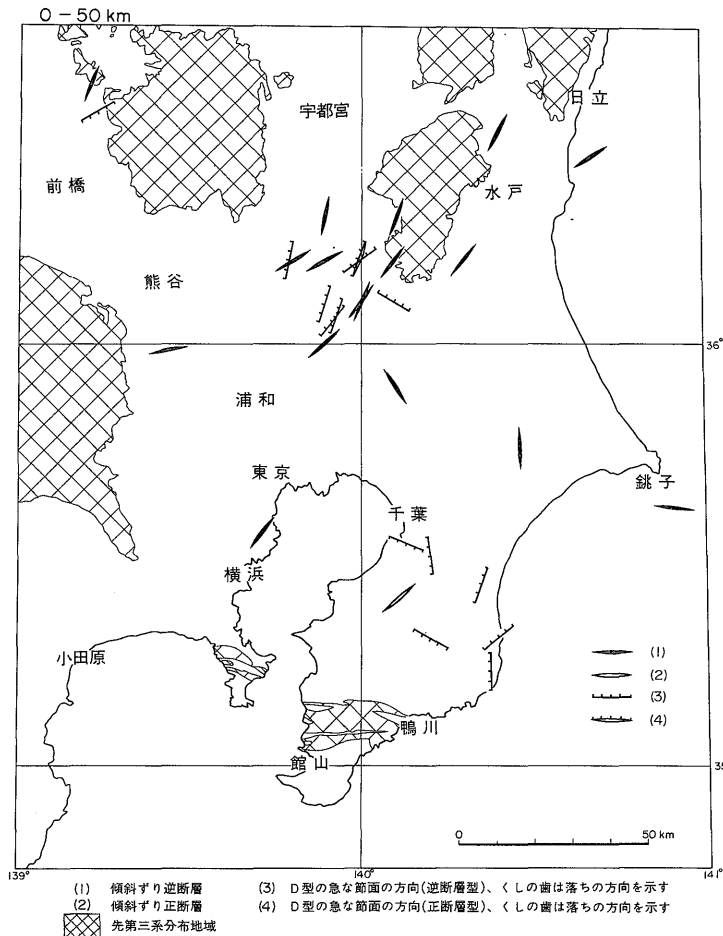 0-50 km
宇都宮
日立
前橋
水戸
熊谷
36°
浦和
東京
銚子
千葉
横浜
小田原
(1)
(2)
(3)
(4)
鴨川
館山
35
0 50 km
139° 140° 141°
(1) 傾斜ずり逆断層 (3) D型の急な節面の方向(逆断層型)、くしの歯は落ちの方向を示す
(2) 傾斜ずり正断層 (4) D型の急な節面の方向(正断層型)、くしの歯は落ちの方向を示す
先第三系分布地域